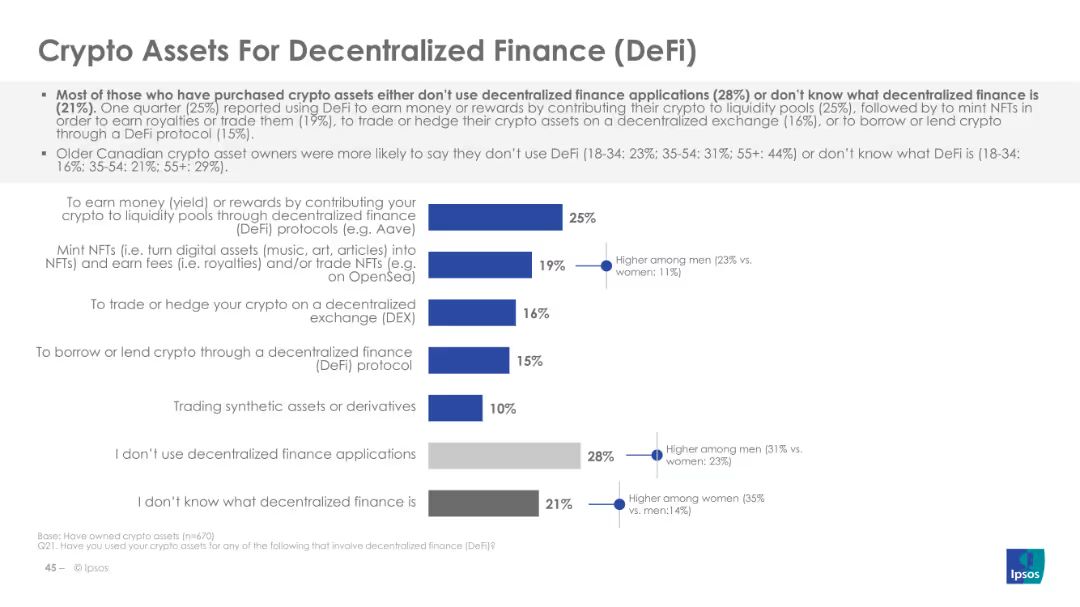 Crypto Assets For Decentralized Finance (DeFi)
▪ Most of those who have purchased crypto assets either don't use decentralized finance applications (28%) or don't know what decentralized finance is
(21%). One quarter (25%) reported using DeFi to earn money or rewards by contributing their crypto to liquidity pools (25%), followed by to mint NFTs in
order to earn royalties or trade them (19%), to trade or hedge their crypto assets on a decentralized exchange (16%), or to borrow or lend crypto
through a DeFi protocol (15%).
▪ Older Canadian crypto asset owners were more likely to say they don't use DeFi (18-34: 23%; 35-54: 31%; 55+: 44%) or don't know what DeFi is (18-34:
16%; 35-54: 21%; 55+: 29%).
To earn money (yield) or rewards by contributing your
crypto to liquidity pools through decentralized finance
(DeFi) protocols (e.g. Aave)
25%
Mint NFTs (i.e. turn digital assets (music, art, articles) into
NFTs) and earn fees (i.e. royalties) and/or trade NFTs (e.g.
on OpenSea)
19%
Higher among men (23% vs.
women: 11%)
To trade or hedge your crypto on a decentralized
exchange (DEX)
16%
To borrow or lend crypto through a decentralized finance
(DeFi) protocol
15%
Trading synthetic assets or derivatives
10%
I don't use decentralized finance applications
28%
Higher among men (31% vs.
women: 23%)
I don't know what decentralized finance is
21%
Higher among women (35%
vs. men:14%)
Base: Have owned crypto assets (n=670)
Q21. Have you used your crypto assets for any of the following that involve decentralized finance (DeFi)?
45 – © Ipsos
Ipsos